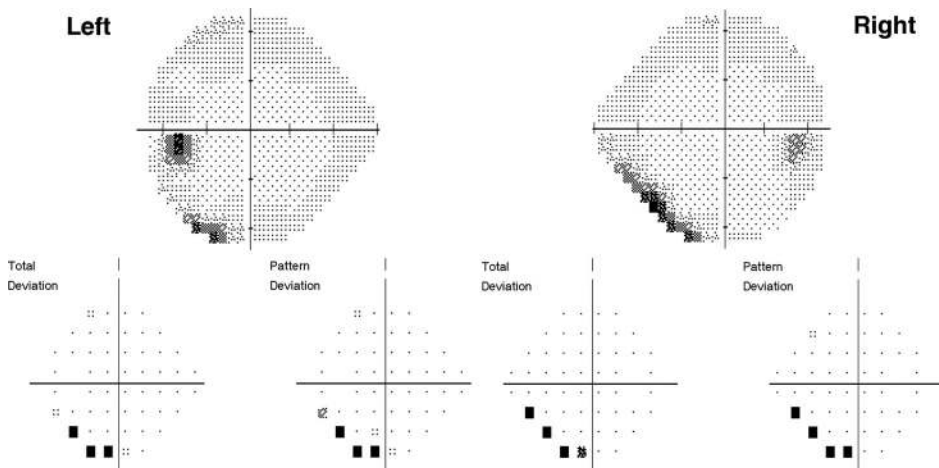 Left
Right
Total
Deviation
Pattern
Deviation
Total
Deviation
Pattern
Deviation